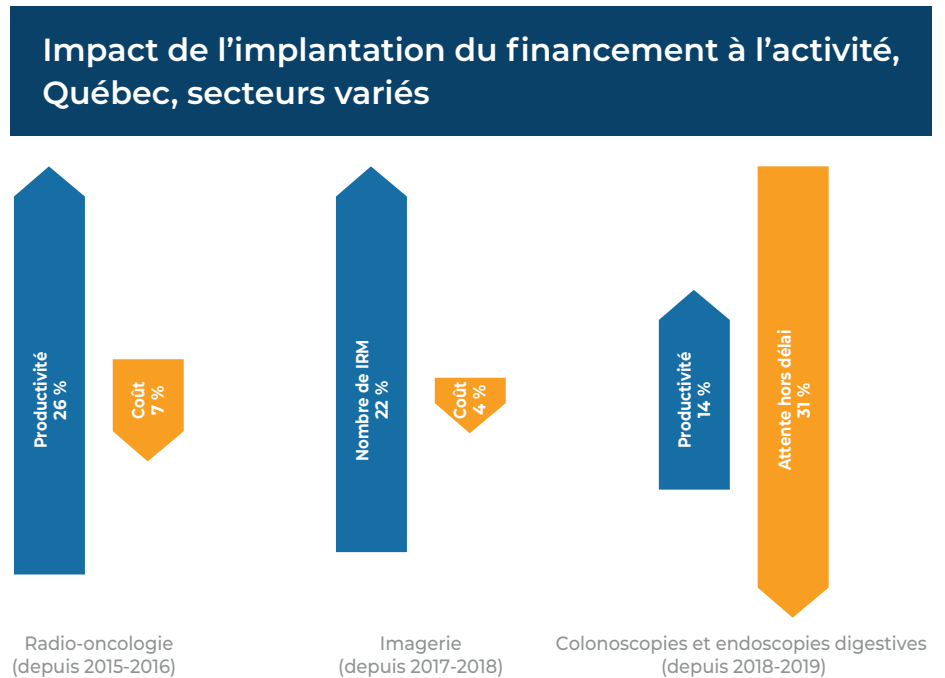 Impact de l’implantation du financement à l’activité,
Québec, secteurs variés
Productivité
26 %
Coût
7 %
Radio-oncologie
(depuis 2015-2016)
Nombre de IRM
22 %
Coût
4 %
Imagerie
(depuis 2017-2018)
Productivité
14 %
Attente hors délai
31 %
Colonoscopies et endoscopies digestives
(depuis 2018-2019)